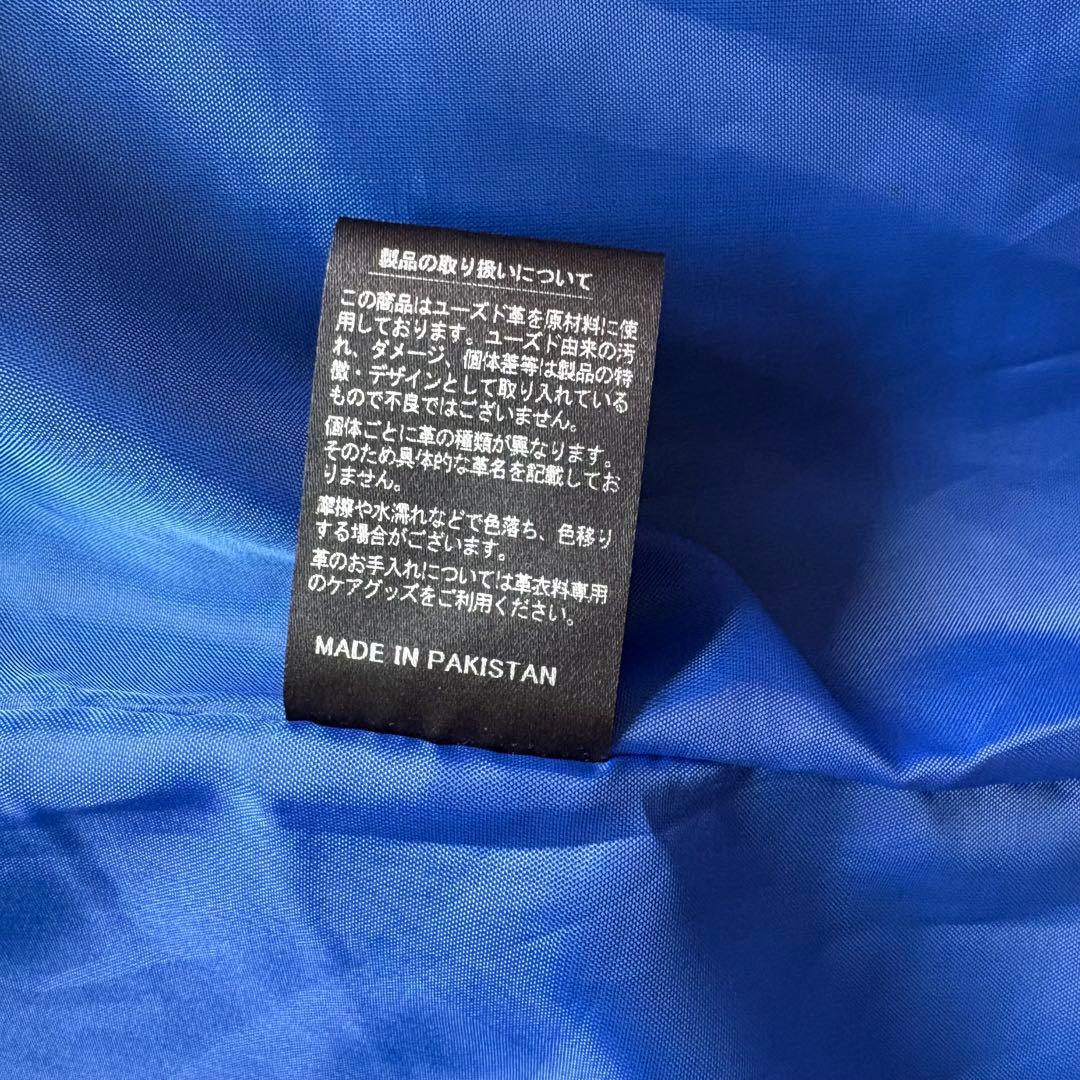 製品の取り扱いについて
この商品はユーズド革を原材料に使
用しております。ユーズド由来の汚
れ、ダメージ、個体差等は製品の特
徴・デザインとして取り入れている
もので不良ではございません。
個体ごとに革の種類が異なります。
そのため具体的な革名を記載してお
りません。
摩擦や水濡れなどで色落ち、色移り
する場合がございます。
革のお手入れについては革衣料専用
のケアグッズをご利用ください。
MADE IN PAKISTAN